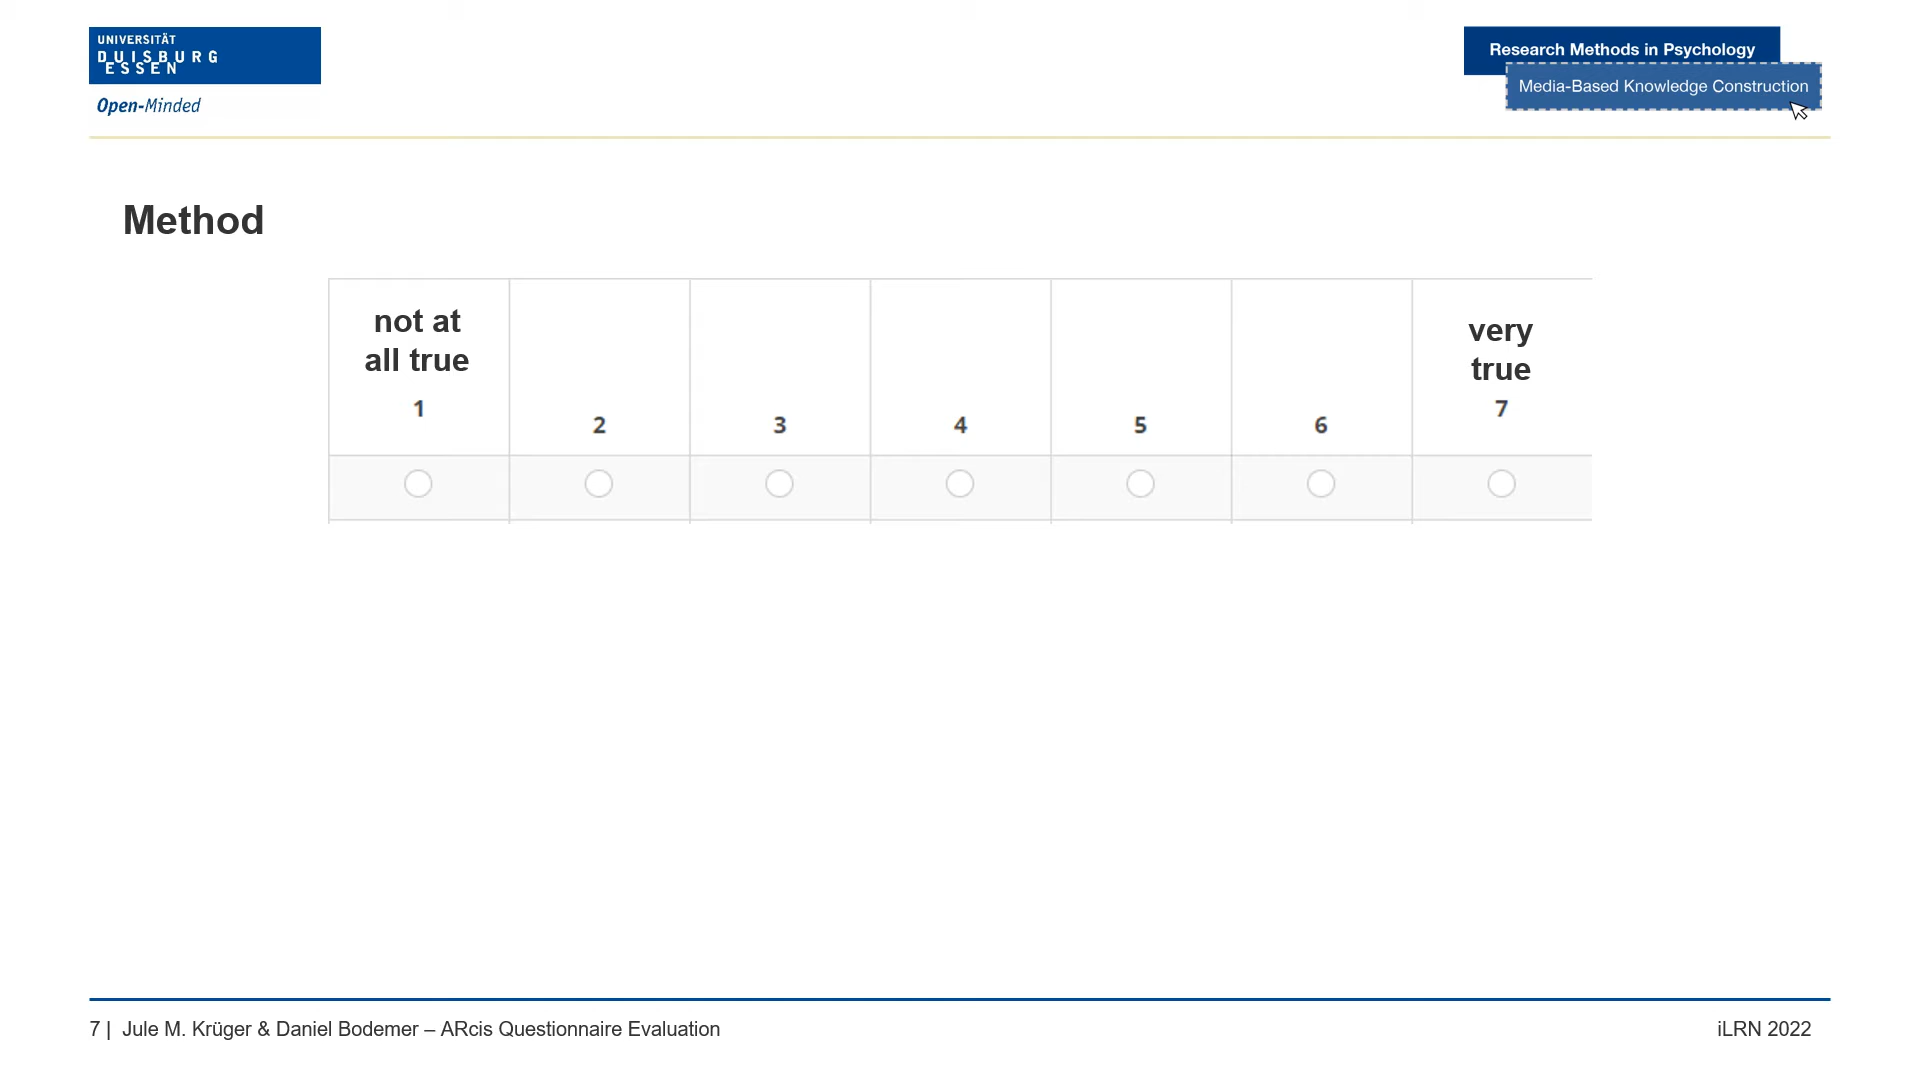 UNIVERSITÄT
DUISBURG
ESSEN
Open-Minded
Research Methods in Psychology
Media-Based Knowledge Construction
Method
not at
all true
very
true
1 2 3 4 5 6 7
7 | Jule M. Krüger & Daniel Bodemer – ARcis Questionnaire Evaluation
iLRN 2022